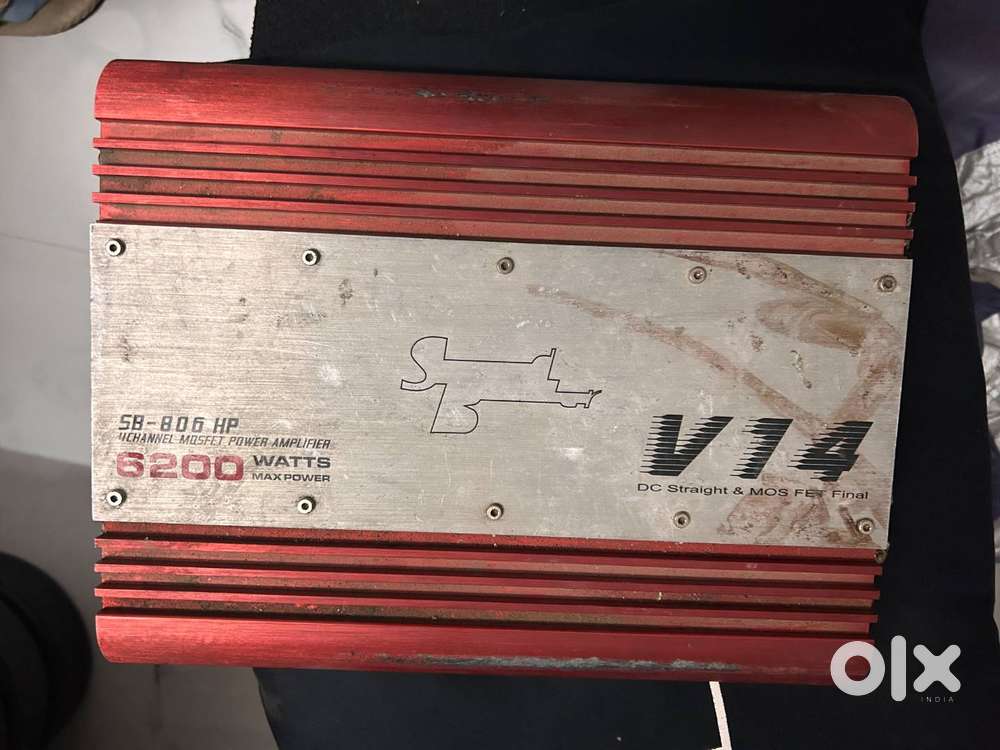 SB-806 HP
4CHANNEL MOSFET POWER AMPLIFIER
6200 WATTS
MAX POWER
V14
DC Straight & MOS FET Final
SB
olx
INDIA